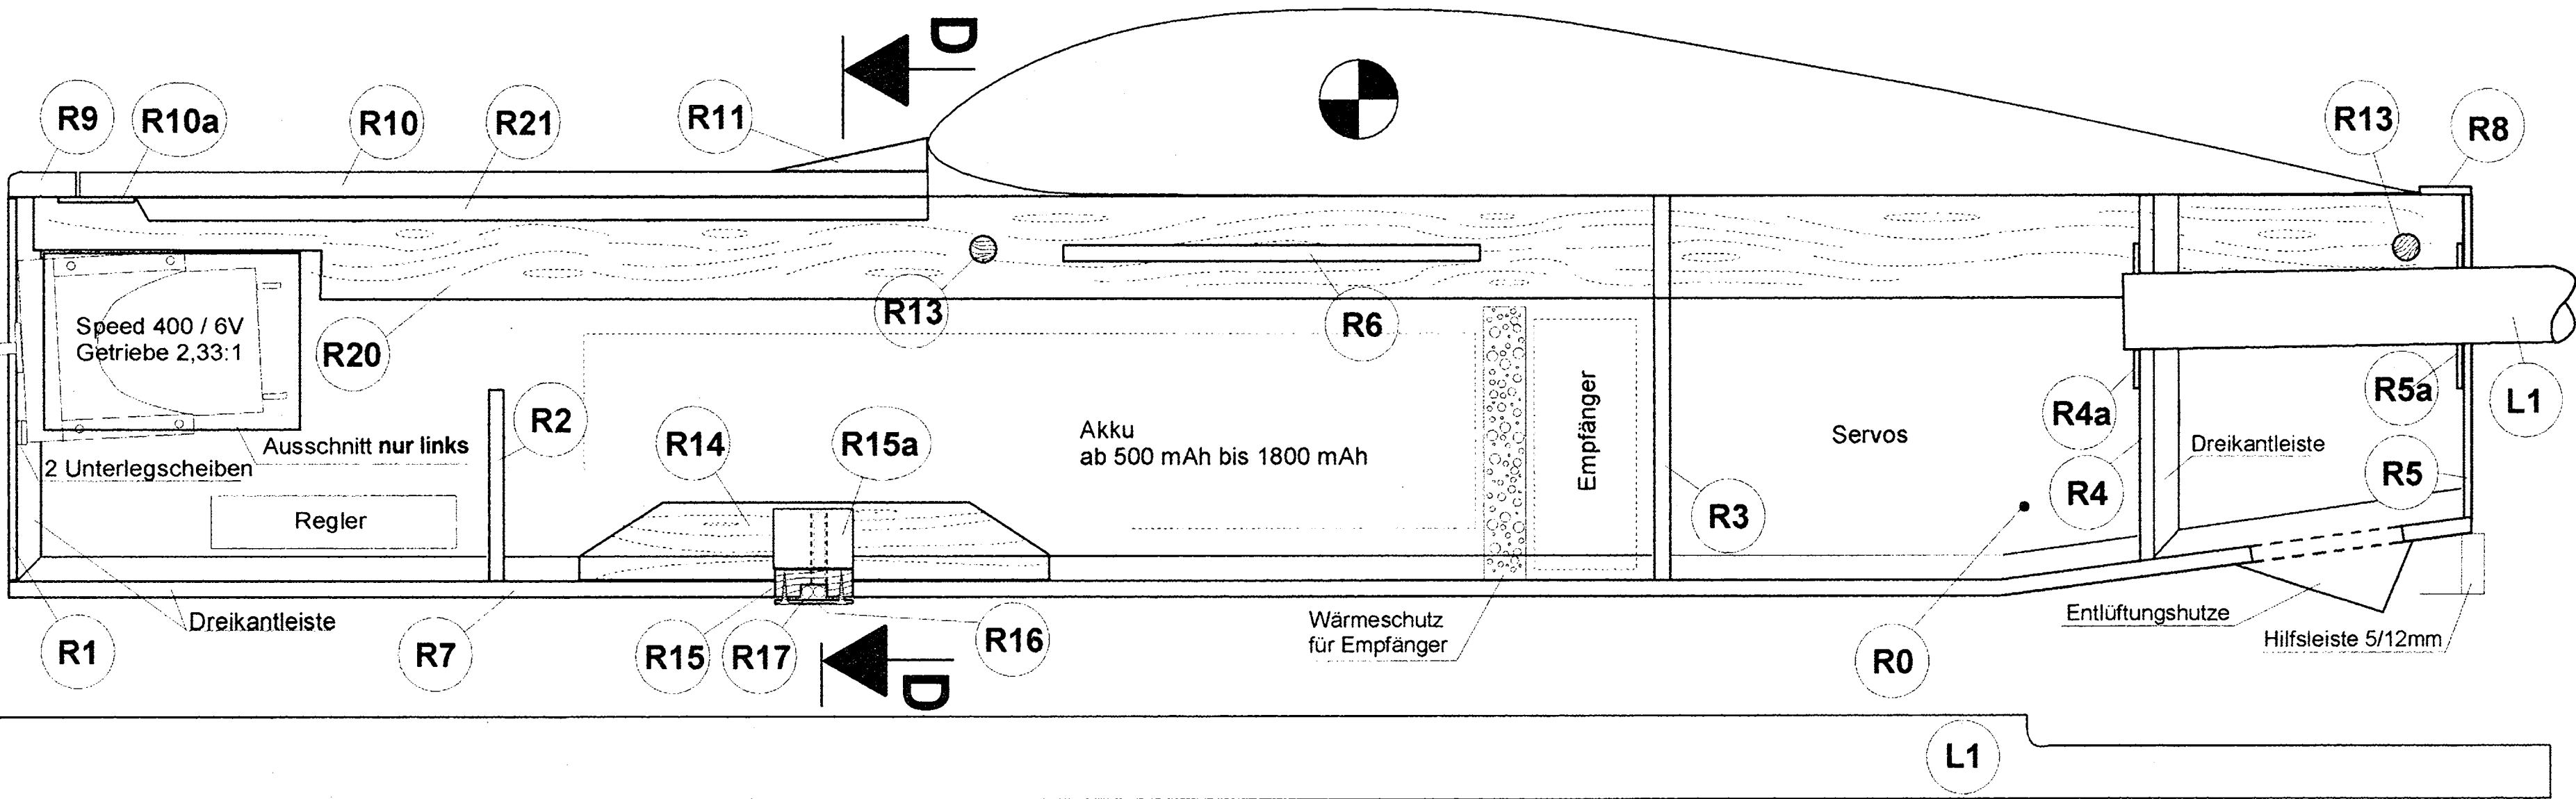 D
R9
R10a
R10
R21
R11
R13
R8
Speed 400 / 6V
Getriebe 2,33:1
R20
R13
R6
R2
R14
R15a
Akku
ab 500 mAh bis 1800 mAh
Empfänger
Servos
R4a
R5a
L1
Ausschnitt nur links
2 Unterlegscheiben
Regler
R3
R4
Dreikantleiste
R5
Dreikantleiste
R1
R7
R15
R17
R16
Wärmeschutz
für Empfänger
R0
Entlüftungshutze
Hilfsleiste 5/12mm
D
L1